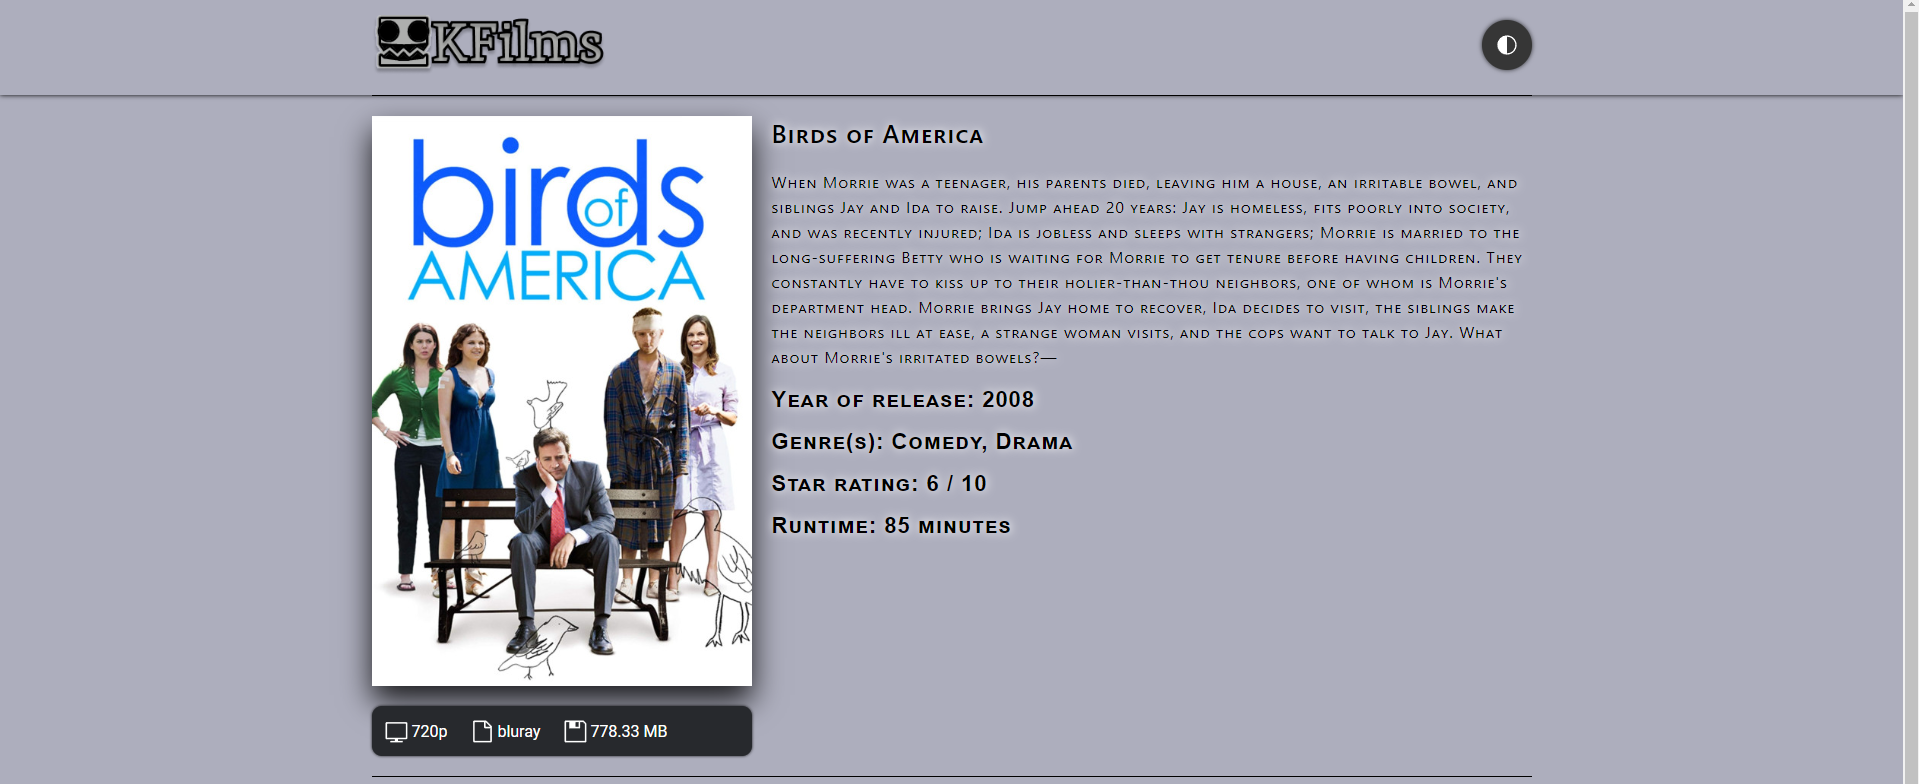 KFilms
birds
of
AMERICA
Birds of America
When Morrie was a teenager, his parents died, leaving him a house, an irritable bowel, and
siblings Jay and Ida to raise. Jump ahead 20 years: Jay is homeless, fits poorly into society,
and was recently injured; Ida is jobless and sleeps with strangers; Morrie is married to the
long-suffering Betty who is waiting for Morrie to get tenure before having children. They
constantly have to kiss up to their holier-than-thou neighbors, one of whom is Morrie's
department head. Morrie brings Jay home to recover, Ida decides to visit, the siblings make
the neighbors ill at ease, a strange woman visits, and the cops want to talk to Jay. What
about Morrie's irritated bowels?—
Year of release: 2008
Genre(s): Comedy, Drama
Star rating: 6 / 10
Runtime: 85 minutes
720p bluray 778.33 MB